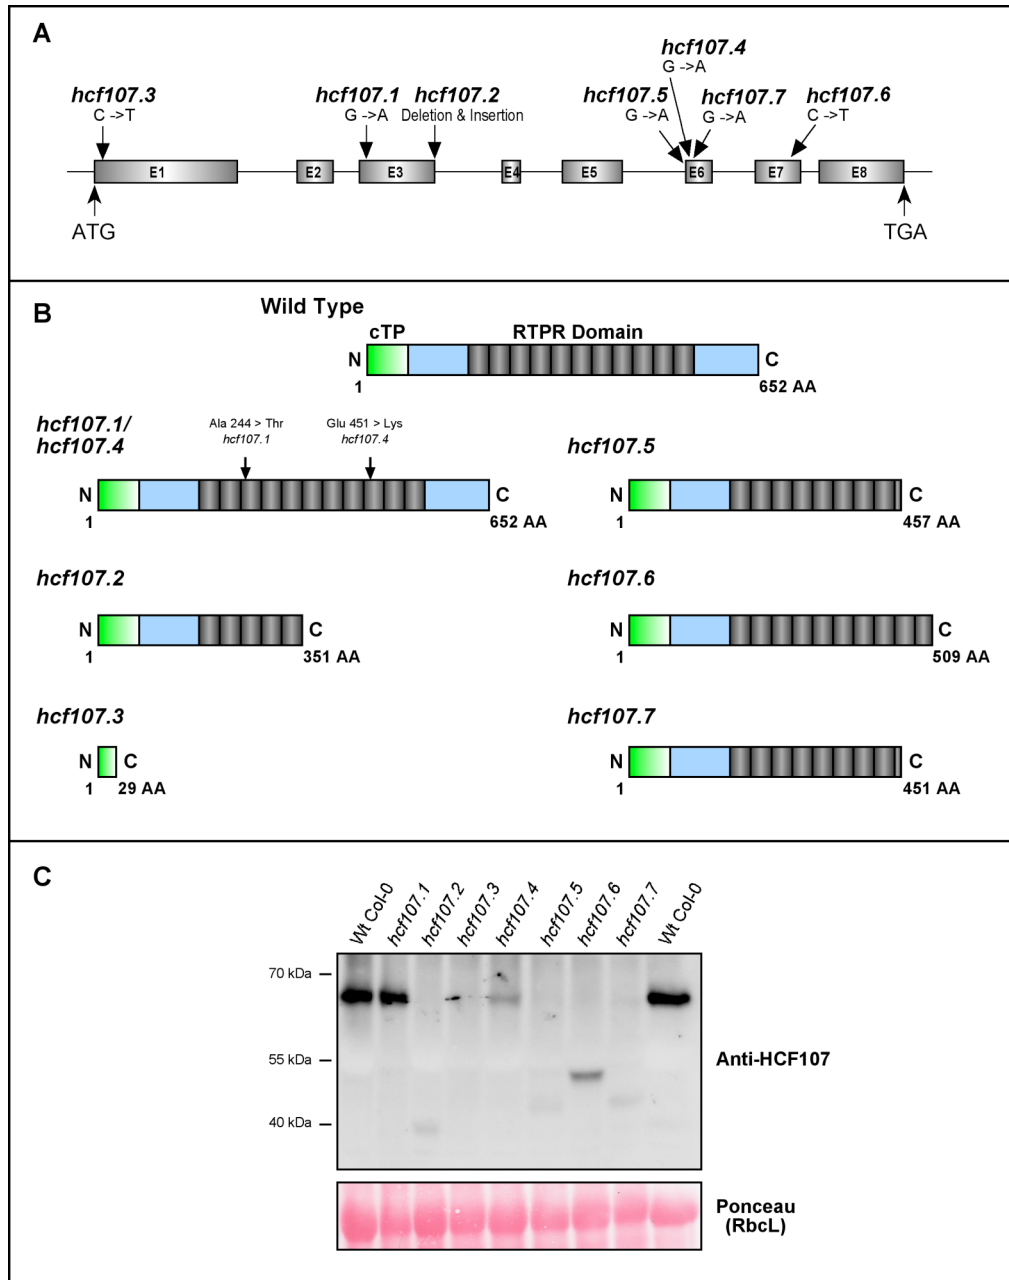 A
hcf107.4
G ->A
hcf107.3
C ->T
hcf107.1
G ->A
hcf107.2
Deletion & Insertion
hcf107.5
G ->A
hcf107.7
G ->A
hcf107.6
C ->T
E1 E2 E3 E4 E5 E6 E7 E8
ATG TGA
B
Wild Type
cTP RTPR Domain
N C
1 652 AA
hcf107.1/
hcf107.4
Ala 244 > Thr
hcf107.1
Glu 451 > Lys
hcf107.4
N C
1 652 AA
hcf107.5
N C
1 457 AA
hcf107.2
N C
1 351 AA
hcf107.6
N C
1 509 AA
hcf107.3
N C
1 29 AA
hcf107.7
N C
1 451 AA
C
Wt Col-0
hcf107.1
hcf107.2
hcf107.3
hcf107.4
hcf107.5
hcf107.6
hcf107.7
Wt Col-0
70 kDa
55 kDa
40 kDa
Anti-HCF107
Ponceau
(RbcL)